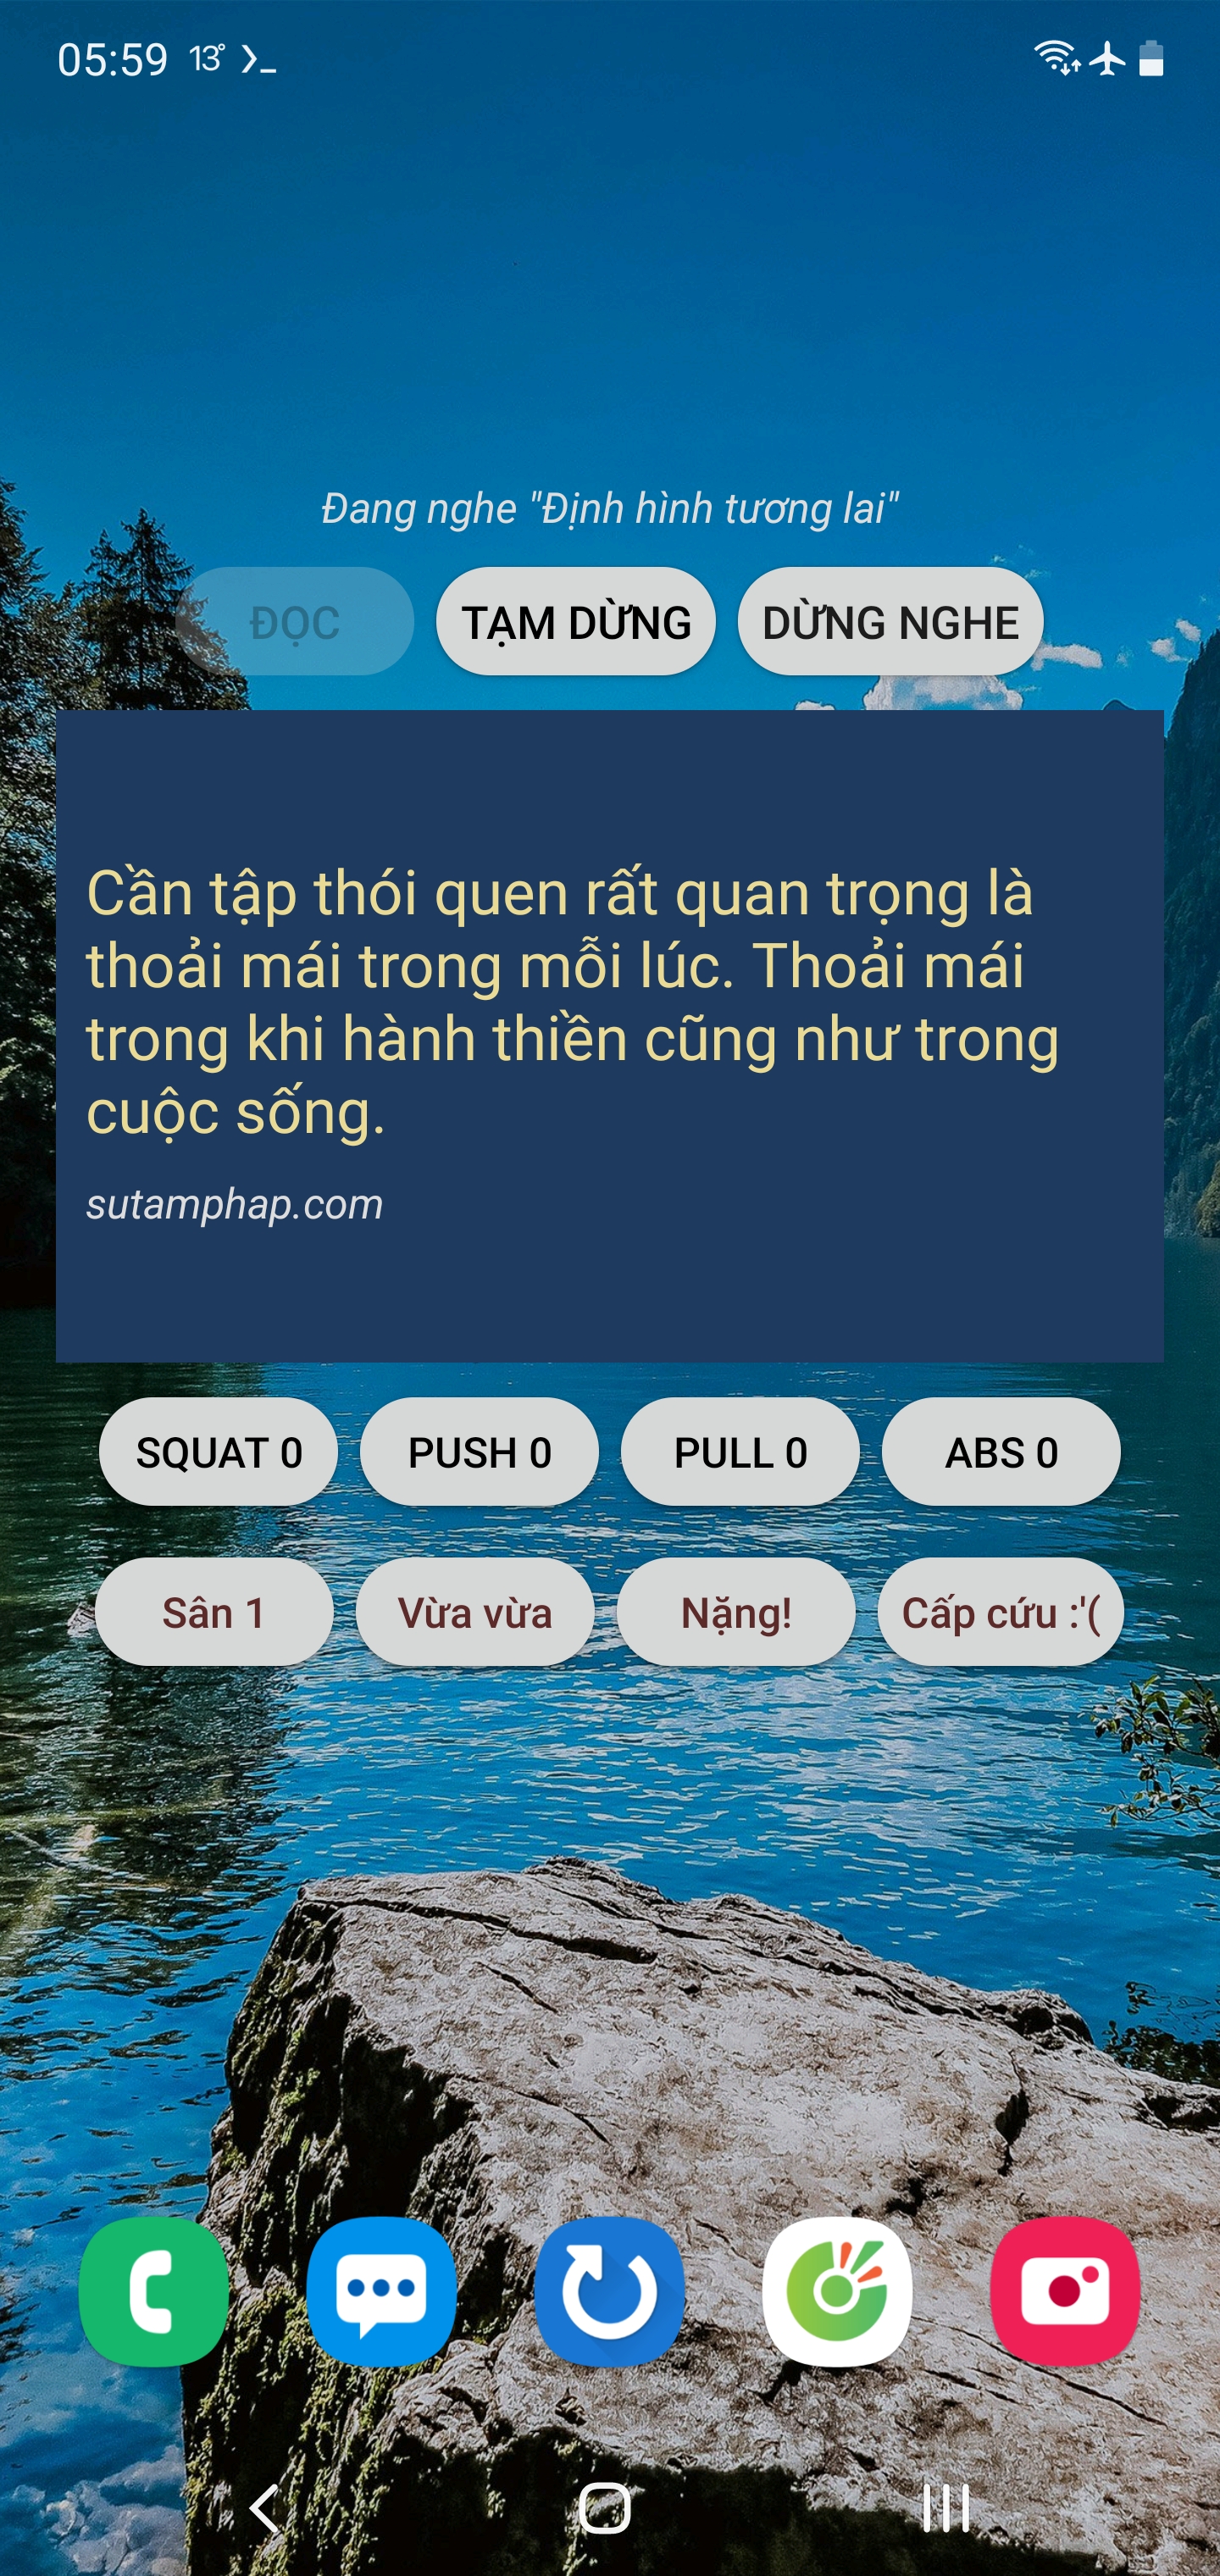 05:59 13°
Đang nghe "Định hình tương lai"
ĐỌC TẠM DỪNG DỪNG NGHE
Cần tập thói quen rất quan trọng là
thoải mái trong mỗi lúc. Thoải mái
trong khi hành thiền cũng như trong
cuộc sống.
sutamphap.com
SQUAT 0 PUSH 0 PULL 0 ABS 0
Sân 1 Vừa vừa Nặng! Cấp cứu :'(